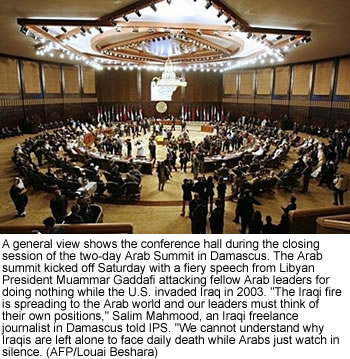 A general view shows the conference hall during the closing
session of the two-day Arab Summit in Damascus. The Arab
summit kicked off Saturday with a fiery speech from Libyan
President Muammar Gaddafi attacking fellow Arab leaders for
doing nothing while the U.S. invaded Iraq in 2003. "The Iraqi fire
is spreading to the Arab world and our leaders must think of
their own positions," Salim Mahmood, an Iraqi freelance
journalist in Damascus told IPS. "We cannot understand why
Iraqis are left alone to face daily death while Arabs just watch in
silence. (AFP/Louai Beshara)